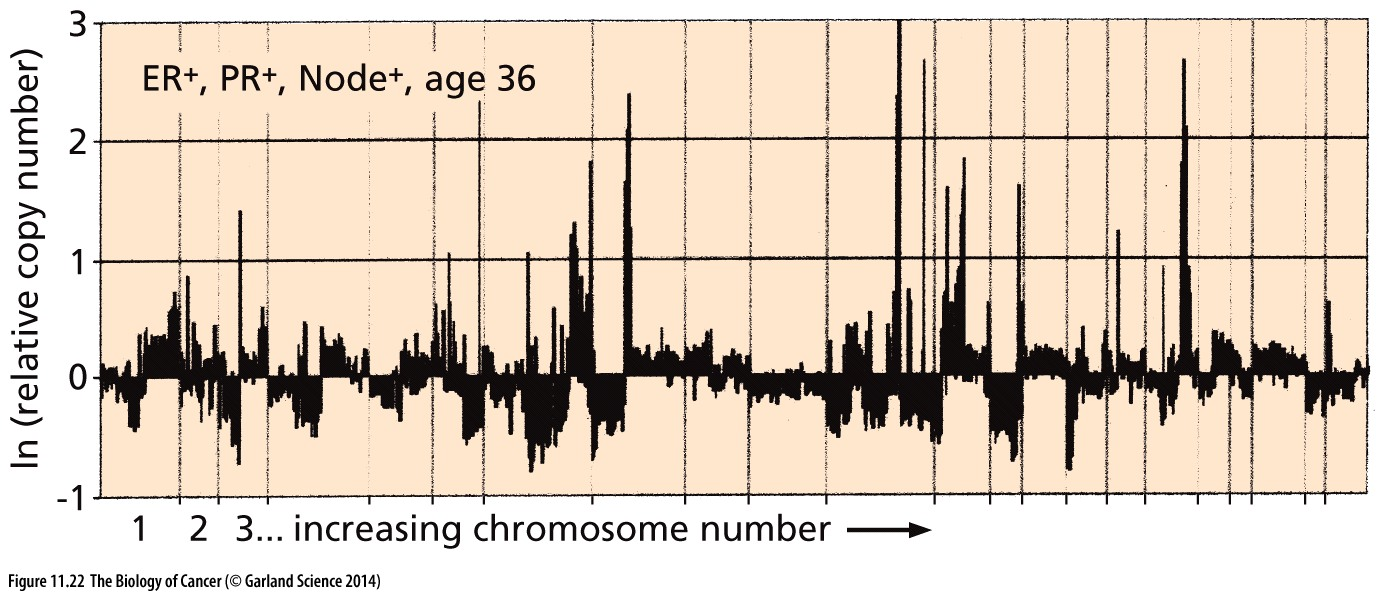 3
ER+, PR+, Node+, age 36
2
1
0
-1
ln (relative copy number)
1 2 3... increasing chromosome number
Figure 11.22 The Biology of Cancer (© Garland Science 2014)